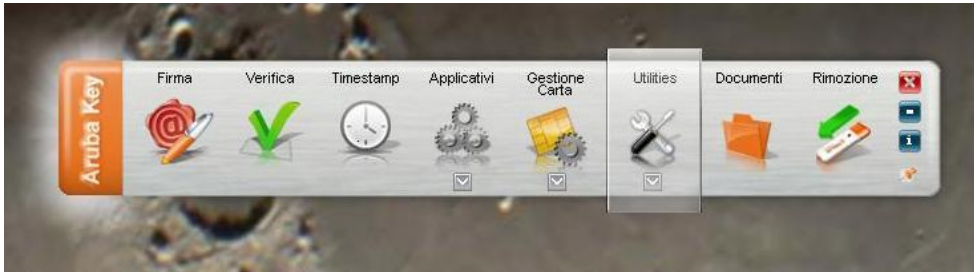 Aruba Key
Firma
Verifica
Timestamp
Applicativi
Gestione
Carta
Utilities
Documenti
Rimozione